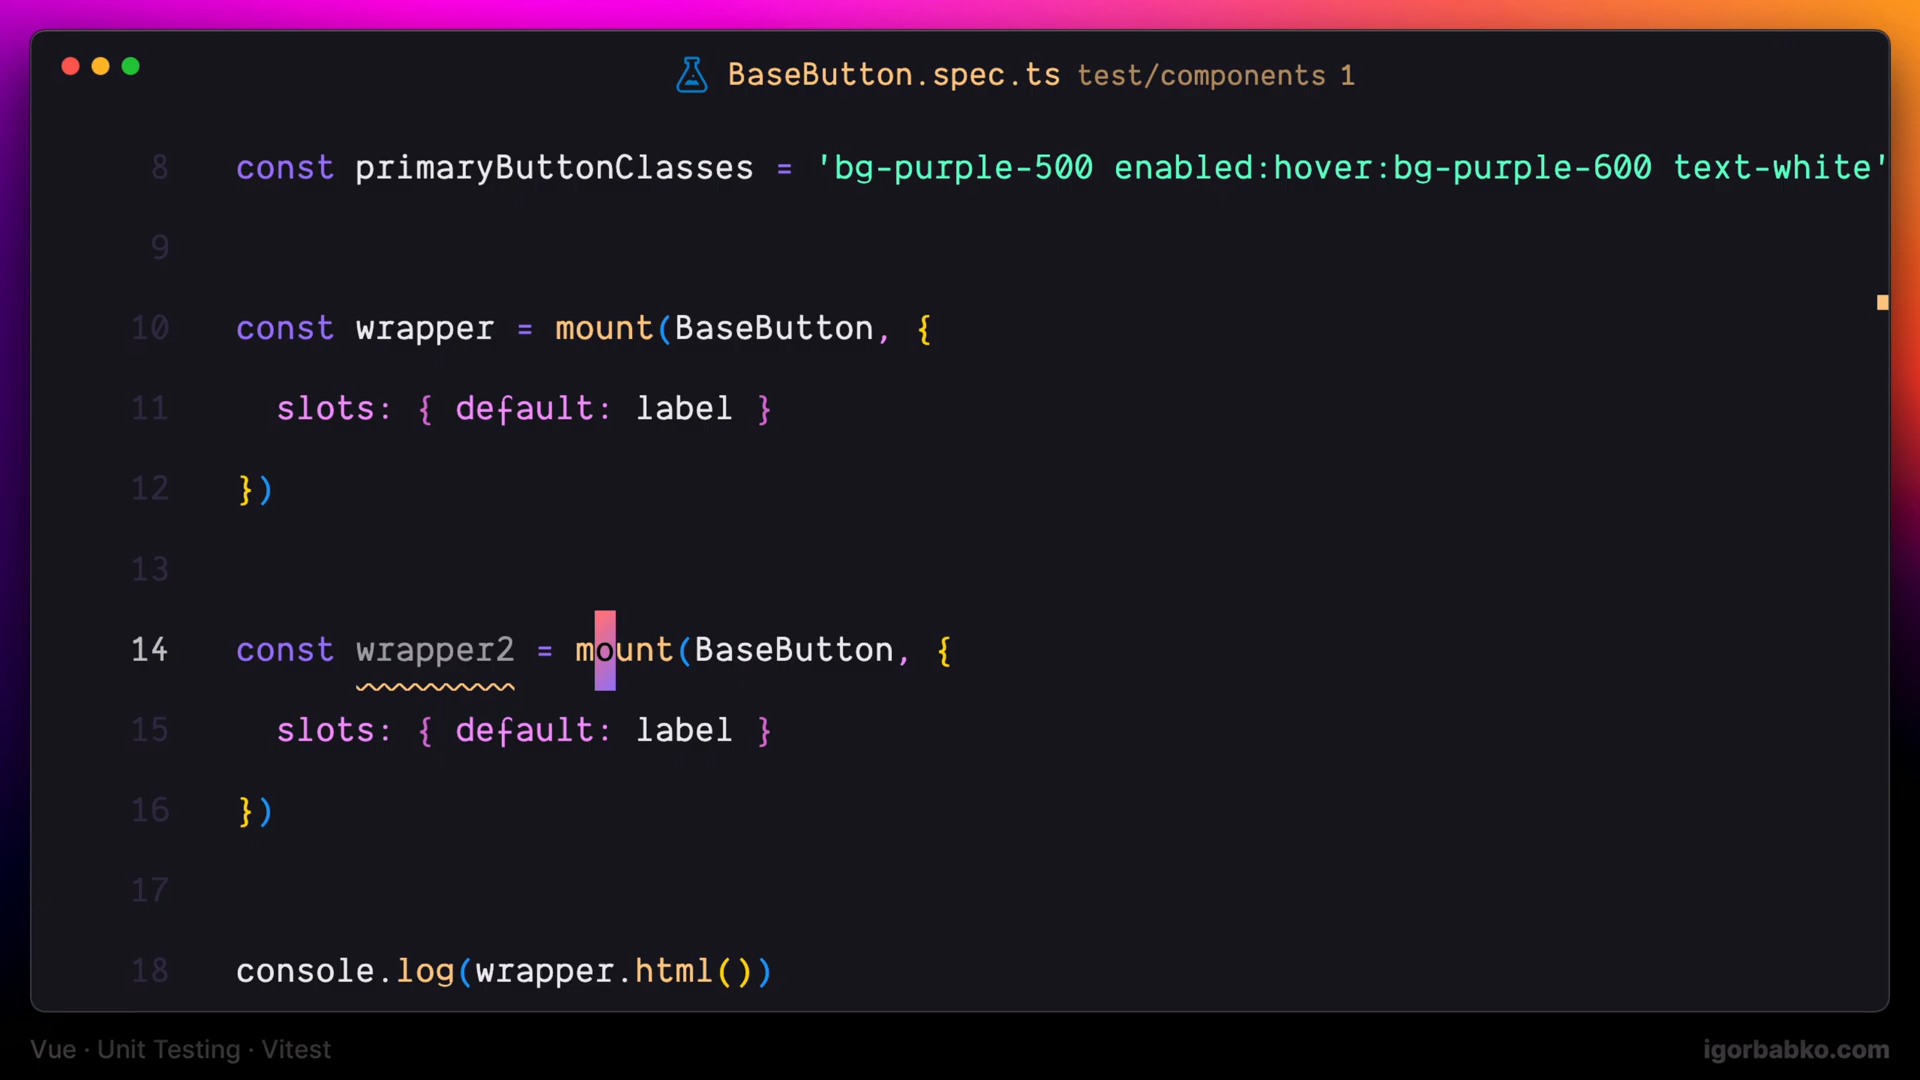 BaseButton.spec.ts test/components 1
8 const primaryButtonClasses = 'bg-purple-500 enabled:hover:bg-purple-600 text-white'
9
10 const wrapper = mount(BaseButton, {
11 slots: { default: label }
12 })
13
14 const wrapper2 = mount(BaseButton, {
15 slots: { default: label }
16 })
17
18 console.log(wrapper.html())
Vue · Unit Testing · Vitest
igorbabko.com